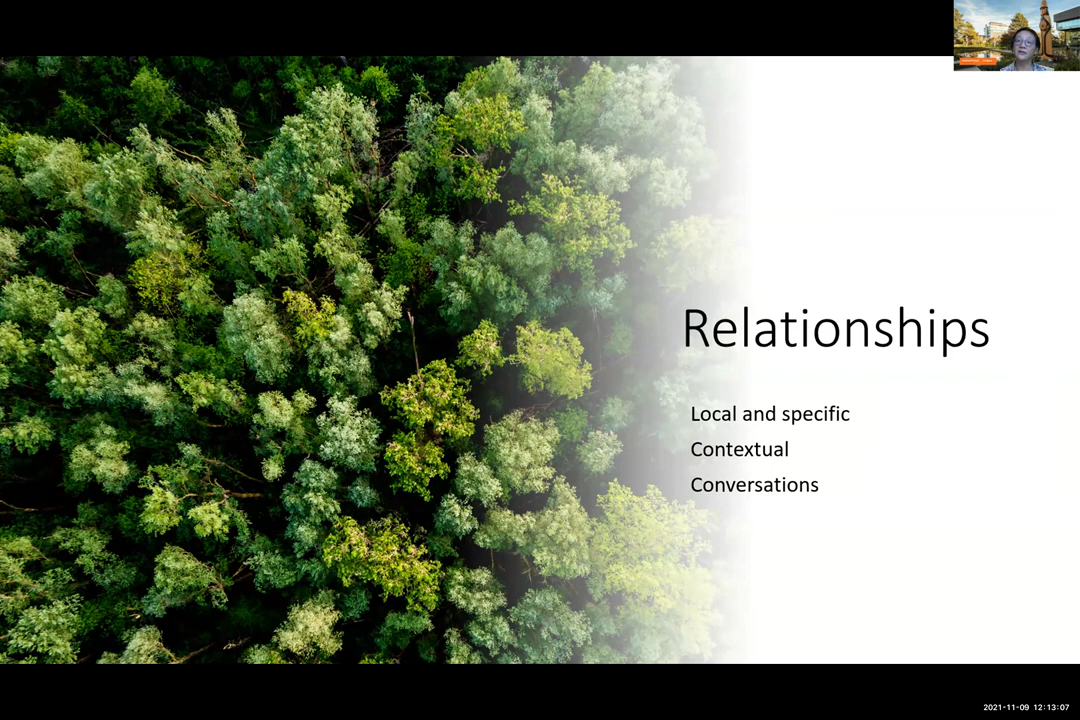 Relationships
Local and specific
Contextual
Conversations
2021-11-09 12:13:07